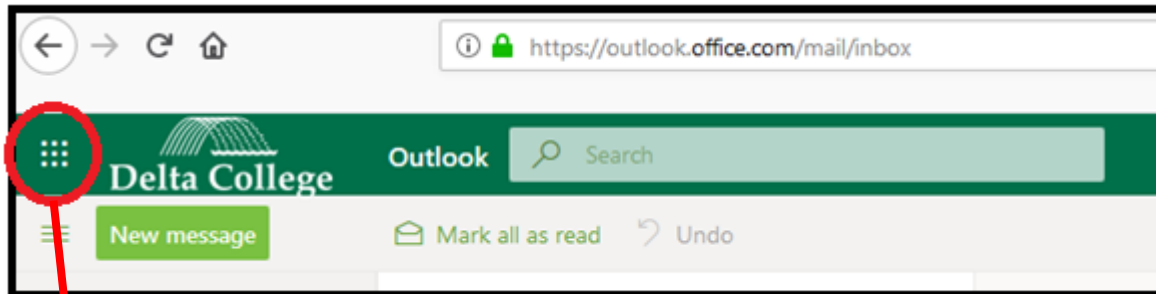 https://outlook.office.com/mail/inbox
Delta College
Outlook
Search
New message
Mark all as read
Undo